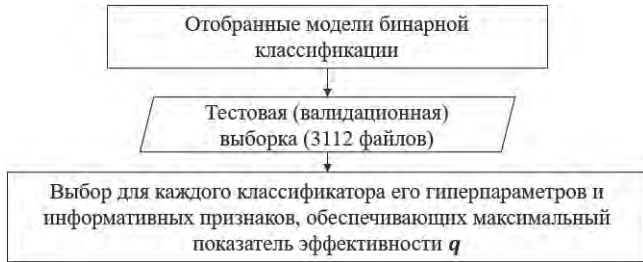 Отобранные модели бинарной
классификации
Тестовая (валидационная)
выборка (3112 файлов)
Выбор для каждого классификатора его гиперпараметров и
информативных признаков, обеспечивающих максимальный
показатель эффективности q